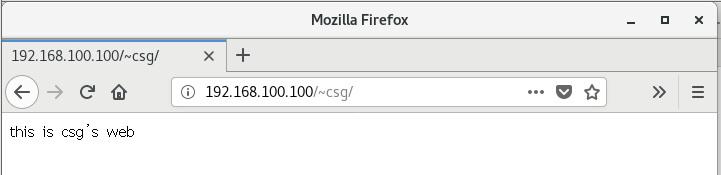 Mozilla Firefox
192.168.100.100/~csg/
192.168.100.100/~csg/
this is csg's web